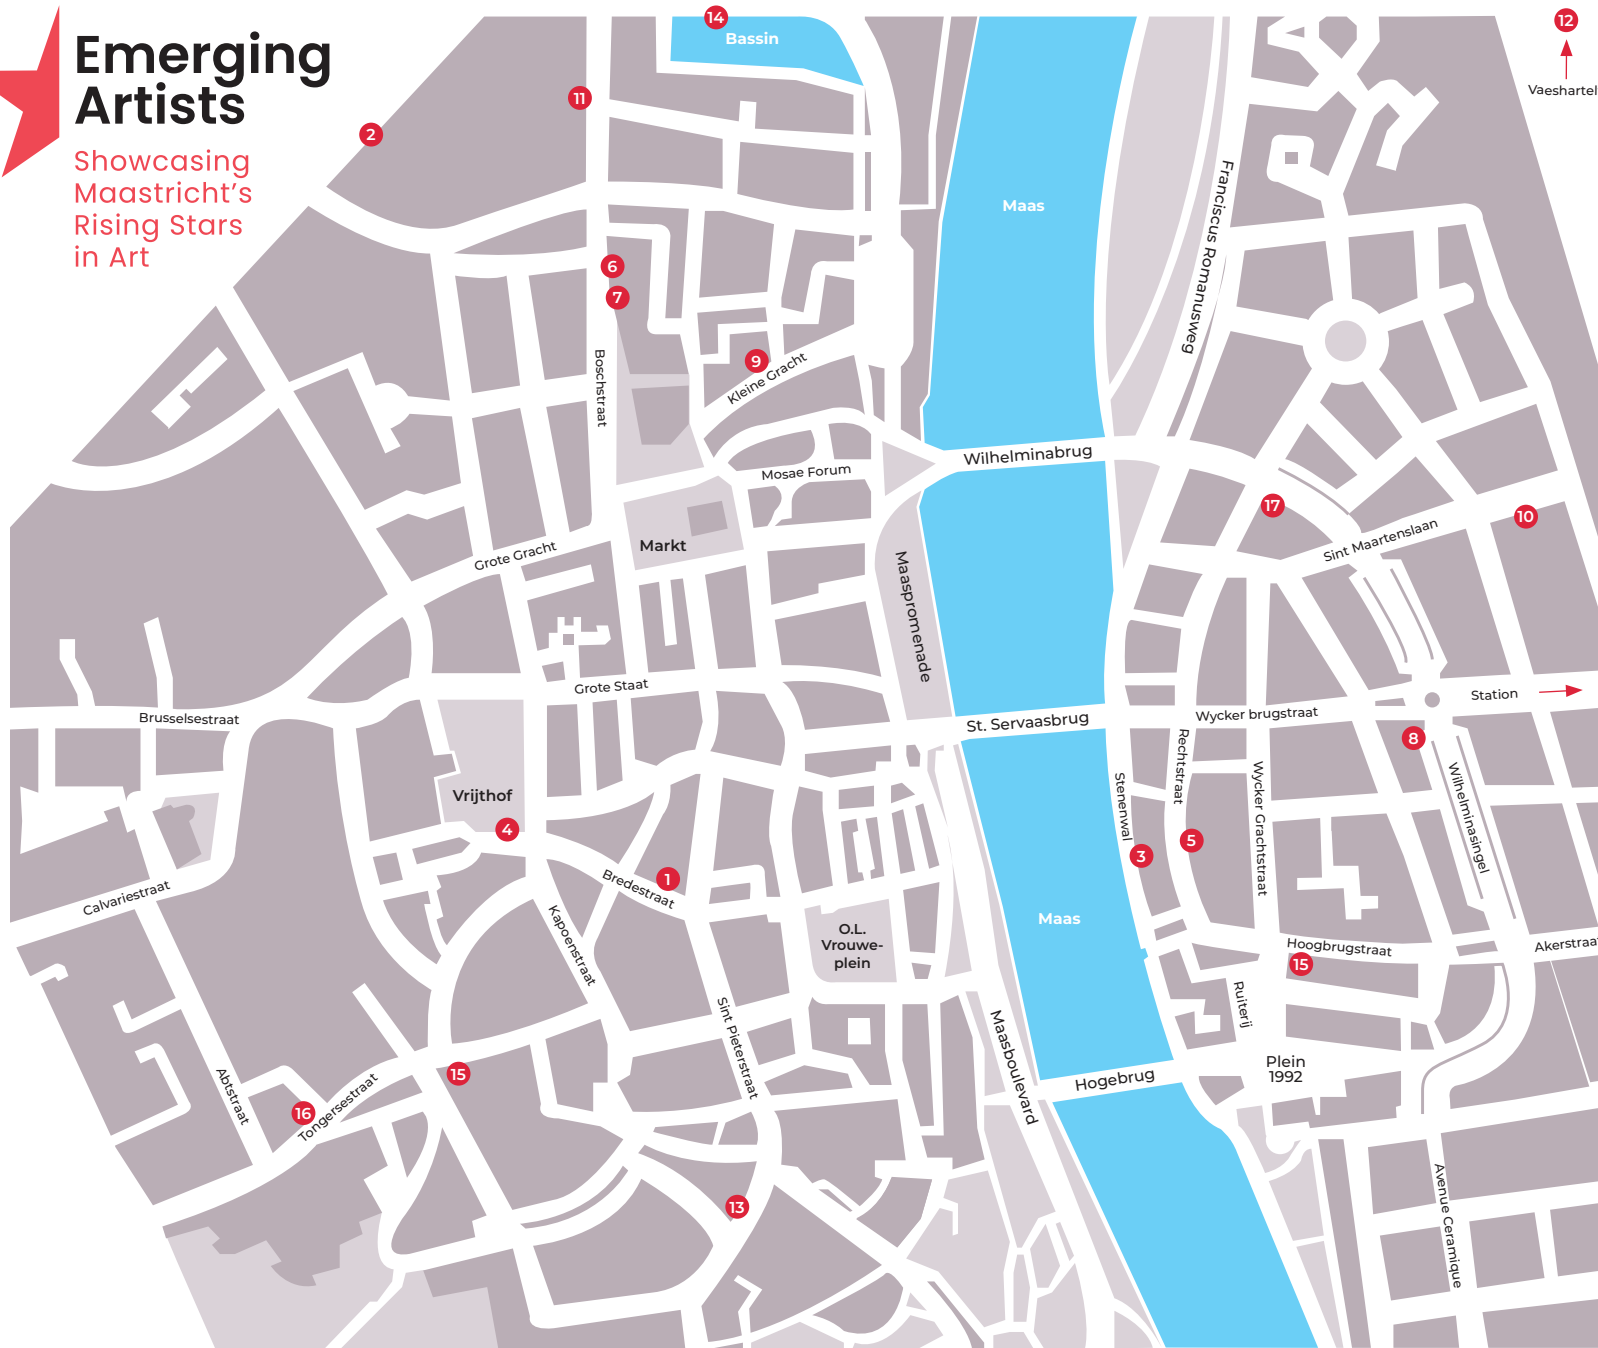 Emerging
Artists
Showcasing
Maastricht's
Rising Stars
in Art
14
Bassin
12
Vaeshartel
11
2
Maas
Franciscus Romanusweg
6
7
9
Kleine Gracht
Boschstraat
Wilhelminabrug
Mosae Forum
17
10
Sint Maartenslaan
Markt
Grote Gracht
Maaspromenade
Grote Staat
Station
Brusselsestraat
St. Servaasbrug
Wycker brugstraat
8
Rechtstraat
Wycker Grachtstraat
Wilhelminasingel
Stenenwal
Vrijthof
4
3
5
1
Bredestraat
Calvariestraat
Kapoenstraat
Maas
O.L.
Vrouwe-
plein
Hoogbrugstraat
Akerstraat
15
Ruiterij
Sint Pieterstraat
Maasboulevard
Plein
1992
Hogebrug
15
Abtstraat
16
Tongersestraat
13
Avenue Ceramique